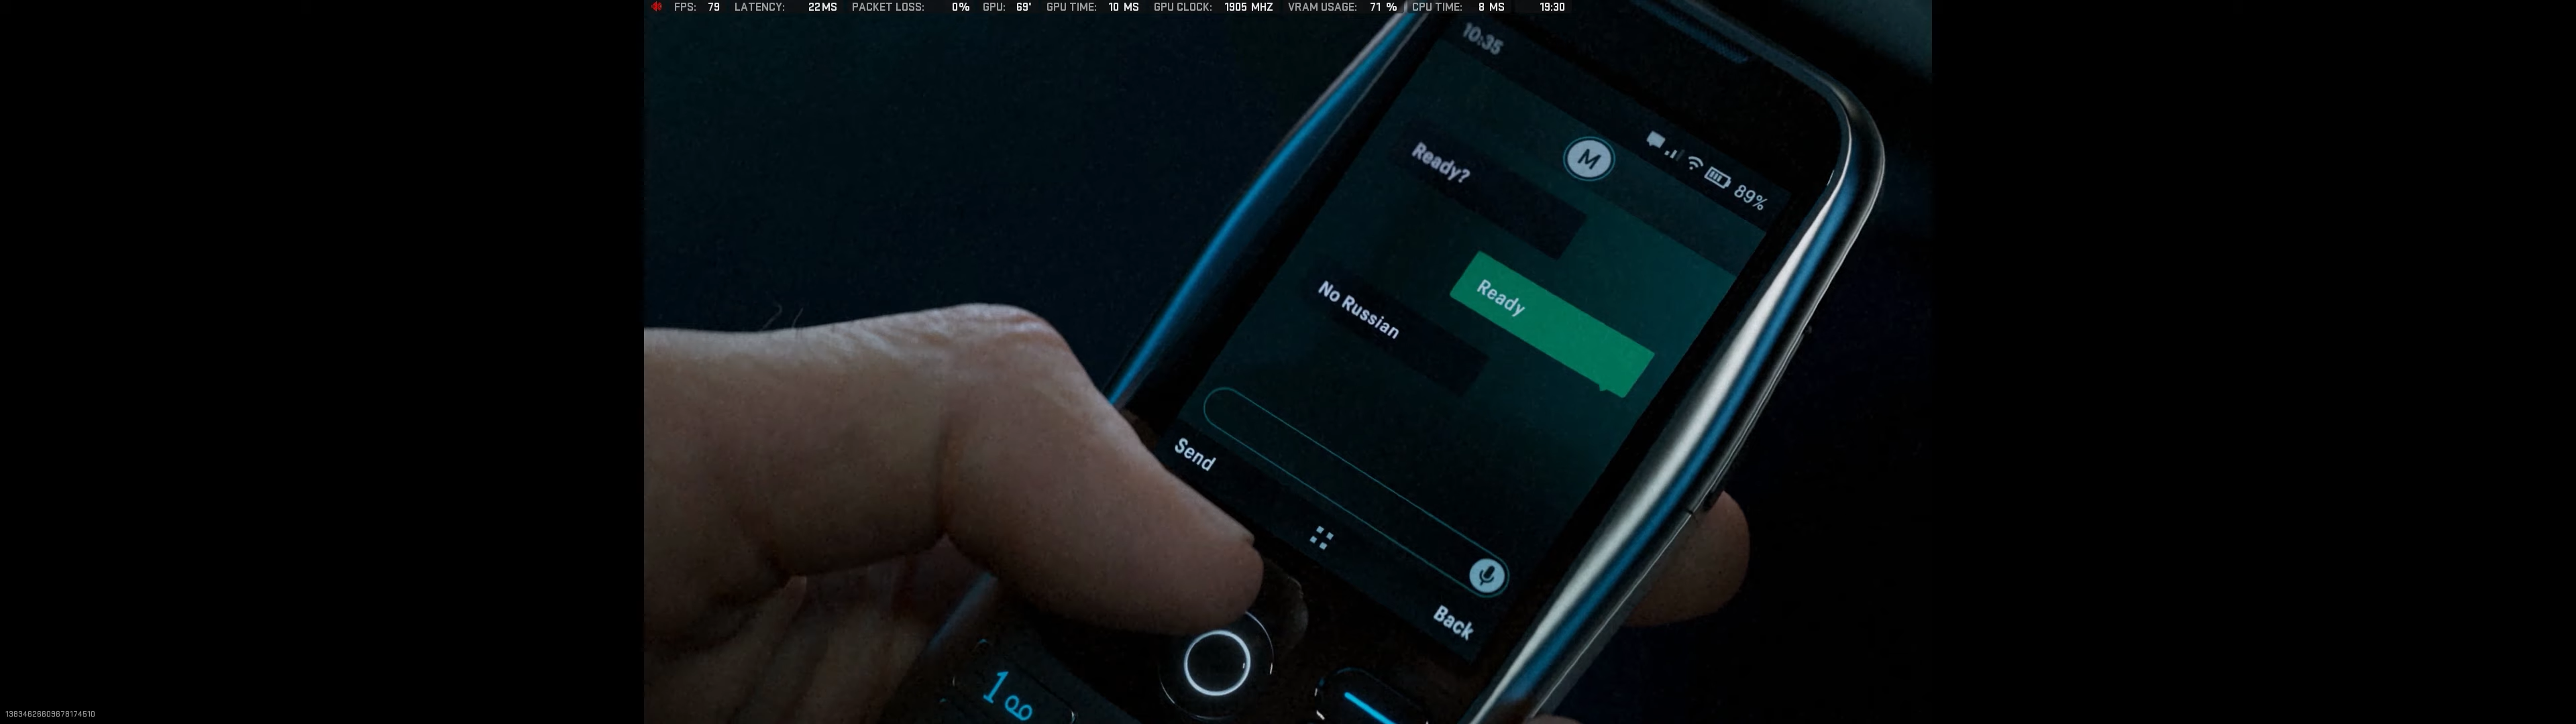 FPS: 79 LATENCY: 22 MS PACKET LOSS: 0% GPU: 69° GPU TIME: 10 MS GPU CLOCK: 1905 MHZ VRAM USAGE: 71 % CPU TIME: 8 MS 19:30
10:35
89%
M
Ready?
Ready
No Russian
Send
Back
1
13834626609678174510